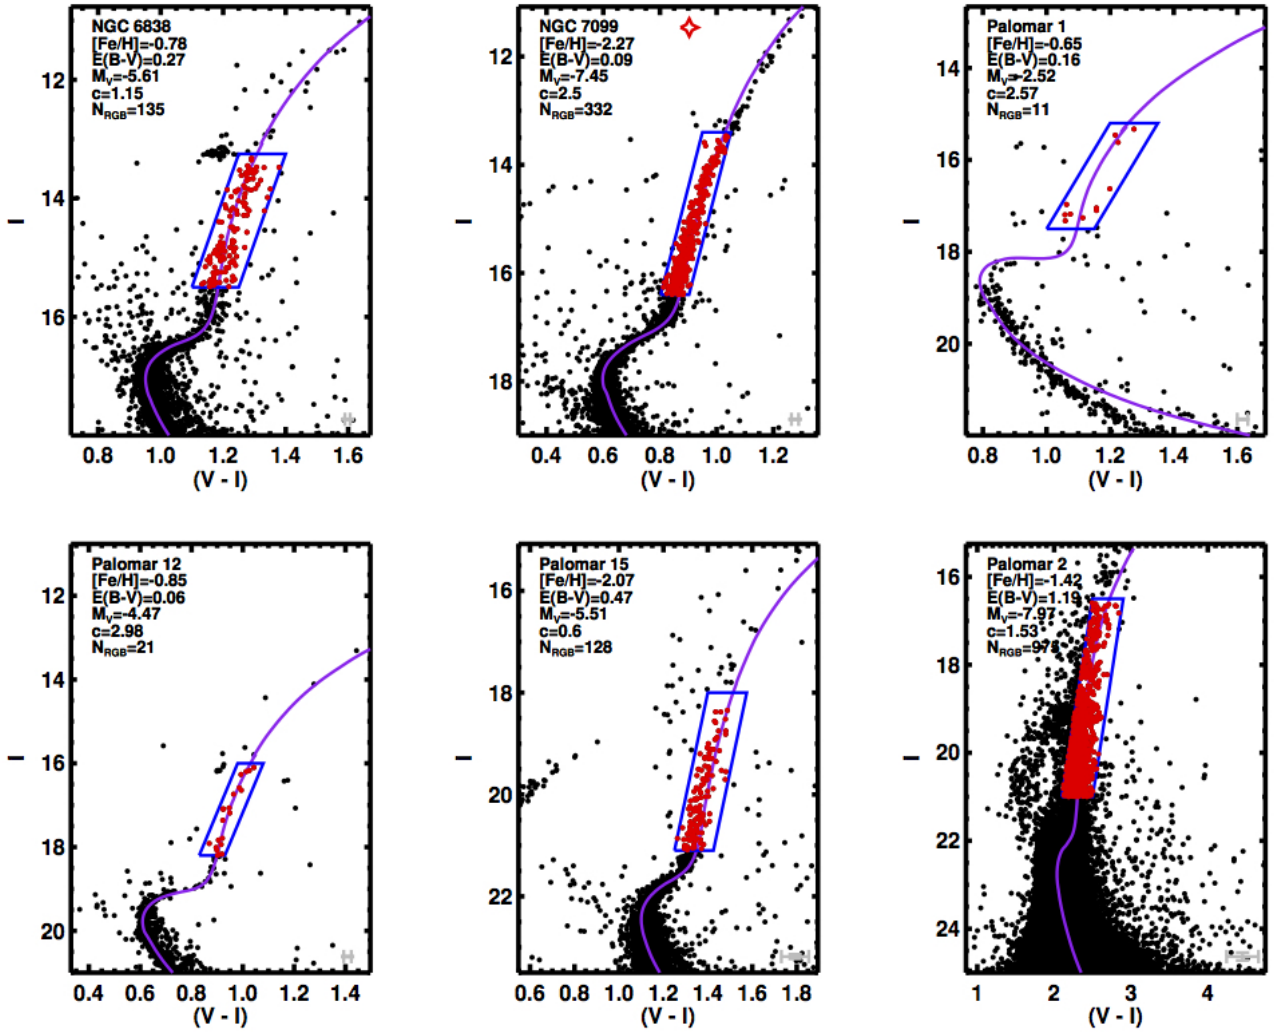 NGC 6838
[Fe/H]=-0.78
E(B-V)=0.27
M_V=-5.61
c=1.15
N_RGB=135
12
14
16
I
0.8 1.0 1.2 1.4 1.6
(V - I)
NGC 7099
[Fe/H]=-2.27
E(B-V)=0.09
M_V=-7.45
c=2.5
N_RGB=332
12
14
16
18
I
0.4 0.6 0.8 1.0 1.2
(V - I)
Palomar 1
[Fe/H]=-0.65
E(B-V)=0.16
M_V=-2.52
c=2.57
N_RGB=11
14
16
18
20
I
0.8 1.0 1.2 1.4 1.6
(V - I)
Palomar 12
[Fe/H]=-0.85
E(B-V)=0.06
M_V=-4.47
c=2.98
N_RGB=21
12
14
16
18
20
I
0.4 0.6 0.8 1.0 1.2 1.4
(V - I)
Palomar 15
[Fe/H]=-2.07
E(B-V)=0.47
M_V=-5.51
c=0.6
N_RGB=128
16
18
20
22
I
0.6 0.8 1.0 1.2 1.4 1.6 1.8
(V - I)
Palomar 2
[Fe/H]=-1.42
E(B-V)=1.19
M_V=-7.97
c=1.53
16
18
20
22
24
I
1 2 3 4
(V - I)